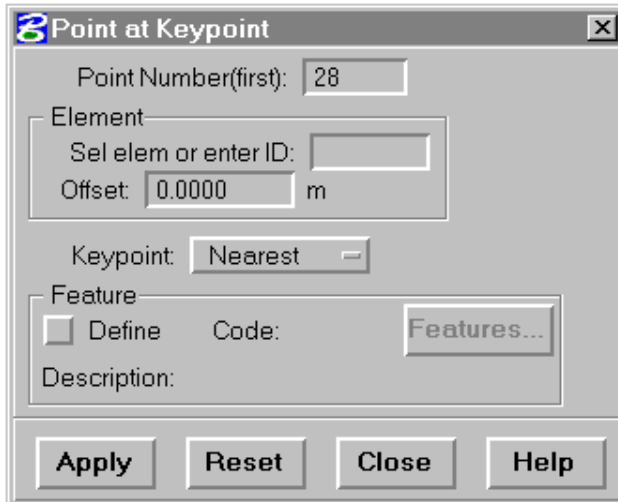 Point at Keypoint
Point Number(first): 28
Element
Sel elem or enter ID:
Offset: 0.0000 m
Keypoint: Nearest
Feature
Define Code: Features...
Description:
Apply Reset Close Help